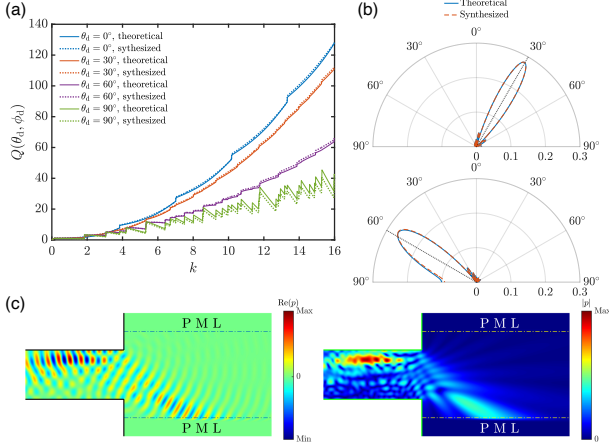 (a)
140
120
100
80
60
40
20
0
Q(θd, ϕd)
θd = 0°, theoretical
θd = 0°, sythesized
θd = 30°, theoretical
θd = 30°, sythesized
θd = 60°, theoretical
θd = 60°, sythesized
θd = 90°, theoretical
θd = 90°, sythesized
0 2 4 6 8 10 12 14 16
k
(b)
Theoretical
Synthesized
0°
30° 30°
60° 60°
90° 90°
0 0.1 0.2 0.3
0°
30° 30°
60° 60°
90° 90°
0 0.1 0.2 0.3
(c)
PML
PML
Re(p)
Max
0
Min
PML
PML
|p|
Max
0